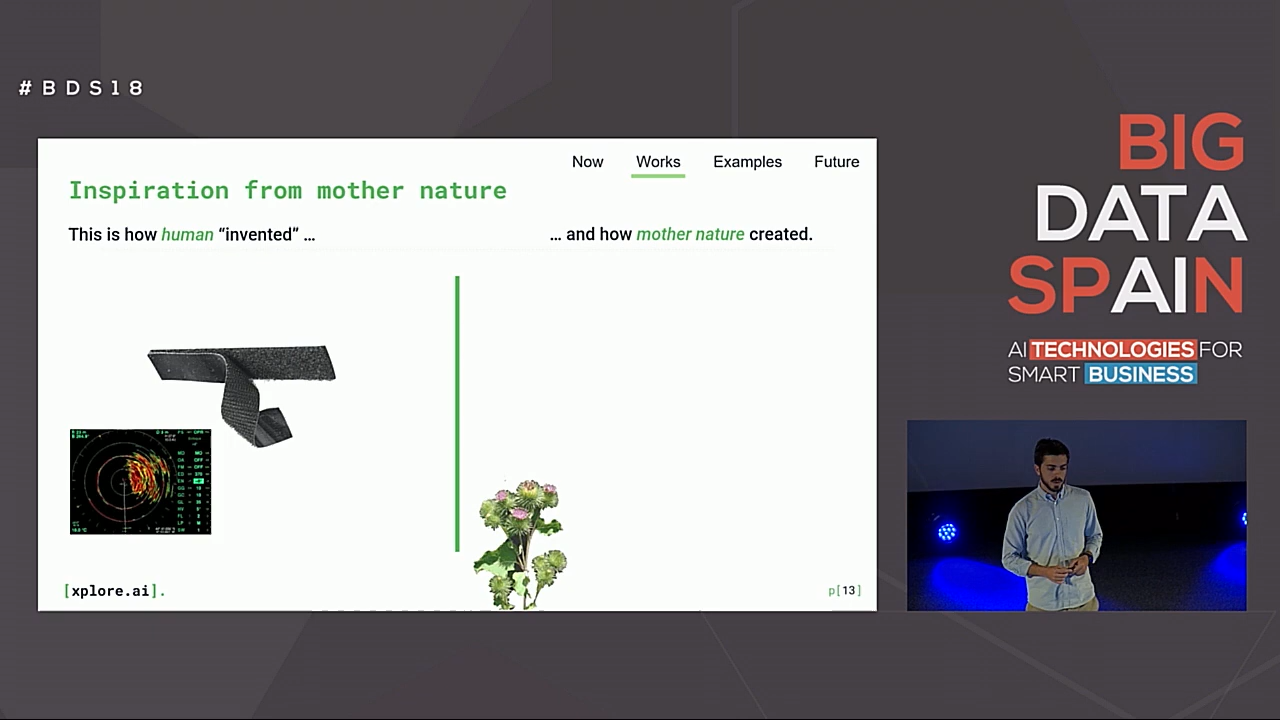 #BDS18
Now Works Examples Future
Inspiration from mother nature
This is how human “invented” …
… and how mother nature created.
[xplore.ai].
p[13]
BIG
DATA
SPAIN
AI TECHNOLOGIES FOR
SMART BUSINESS